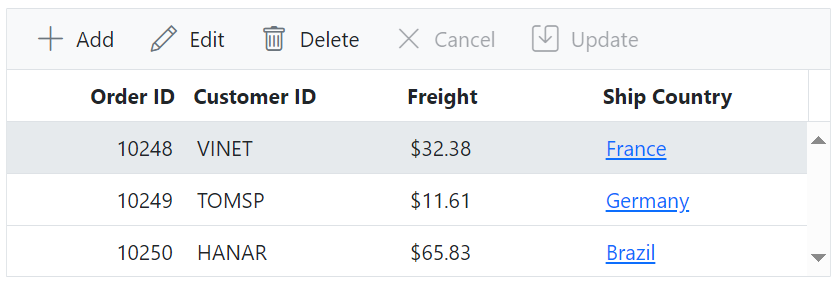 Add Edit Delete Cancel Update
Order ID Customer ID Freight Ship Country
10248 VINET $32.38 France
10249 TOMSP $11.61 Germany
10250 HANAR $65.83 Brazil